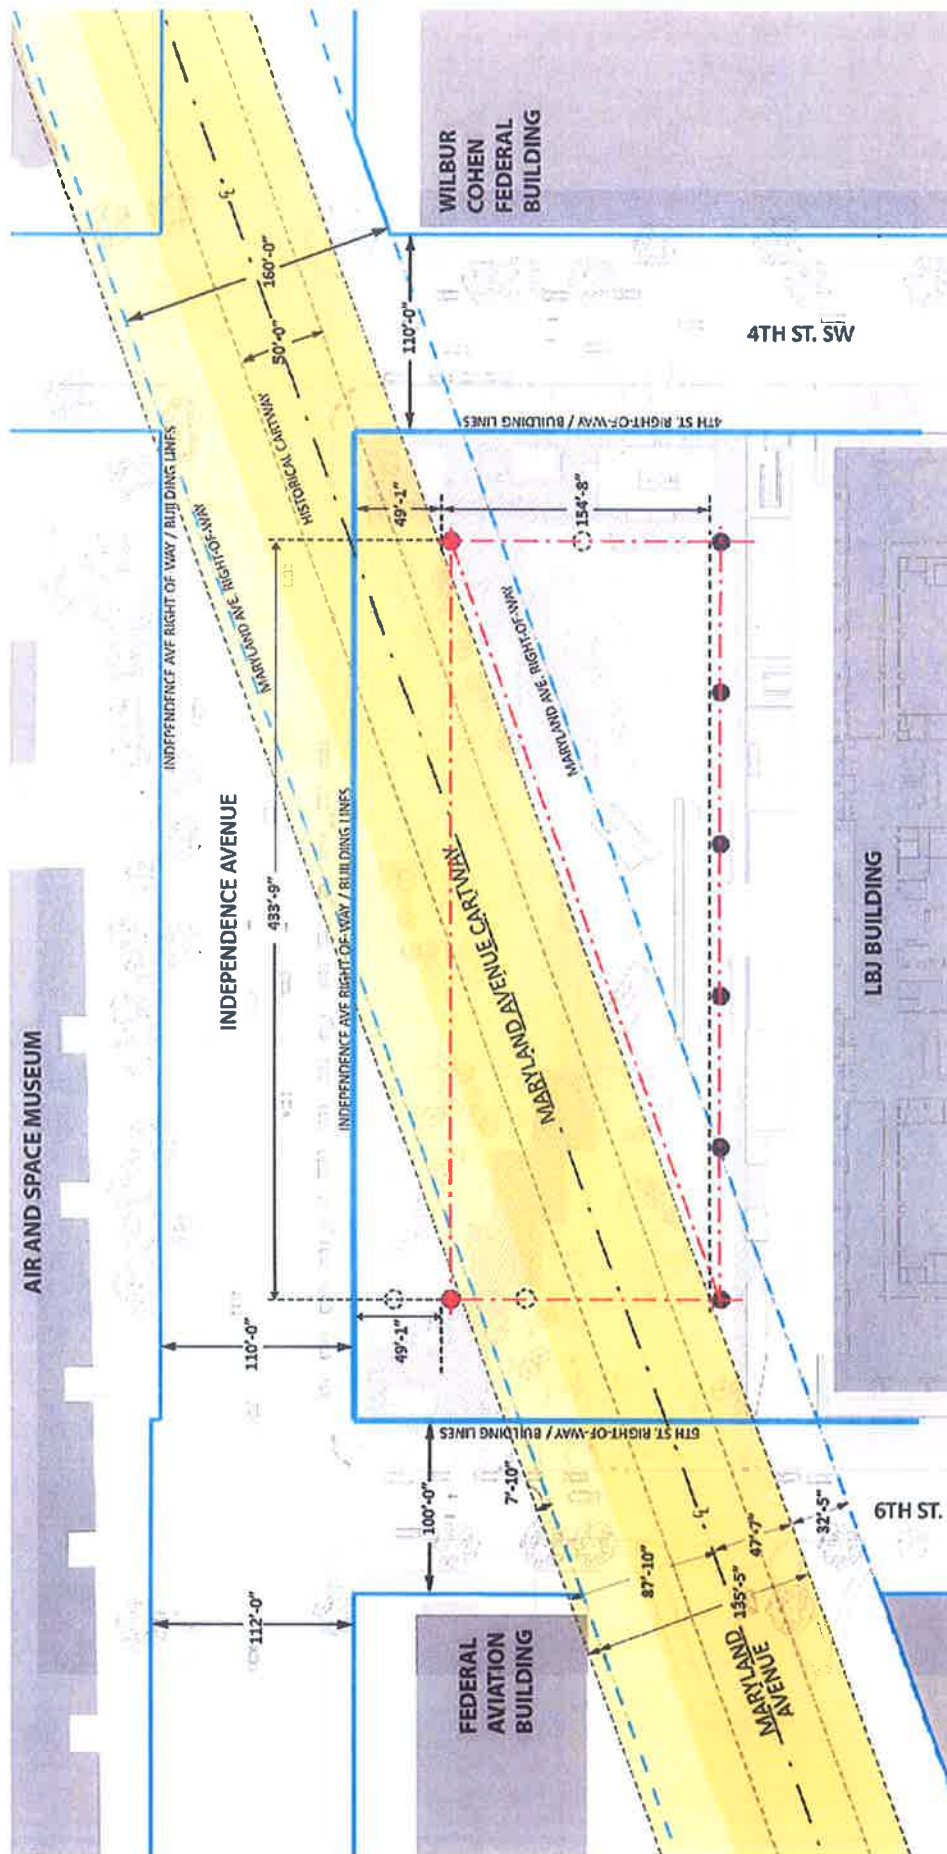 WILBUR
COHEN
FEDERAL
BUILDING
℄
160'-0"
50'-0"
110'-0"
4TH ST. SW
HISTORICAL CARTWAY
INDEPENDENCE AVE RIGHT OF WAY / BUILDING LINES
MARYLAND AVE. RIGHT-OF-WAY
4TH ST. RIGHT-OF-WAY / BUILDING LINES
49'-1"
154'-8"
MARYLAND AVE. RIGHT-OF-WAY
INDEPENDENCE AVENUE
433'-9"
INDEPENDENCE AVE RIGHT-OF-WAY / BUILDING LINES
MARYLAND AVENUE CARTWAY
LBJ BUILDING
AIR AND SPACE MUSEUM
110'-0"
49'-1"
6TH ST. RIGHT-OF-WAY / BUILDING LINES
100'-0"
7'-10"
℄
32'-5"
6TH ST.
47'-7"
87'-10"
135'-5"
112'-0"
FEDERAL
AVIATION
BUILDING
MARYLAND
AVENUE